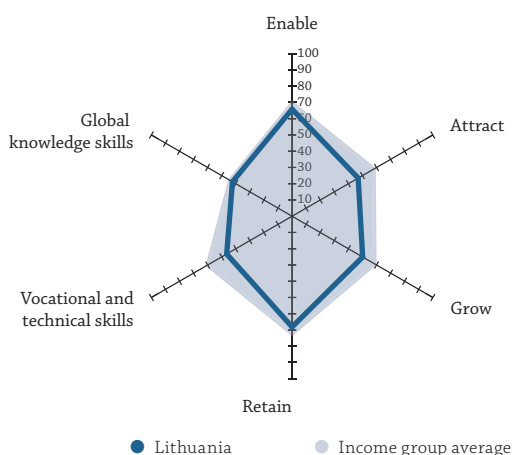 Enable
100
90
80
70
60
50
40
30
20
10
Global
knowledge skills
Attract
Vocational and
technical skills
Grow
Retain
Lithuania
Income group average